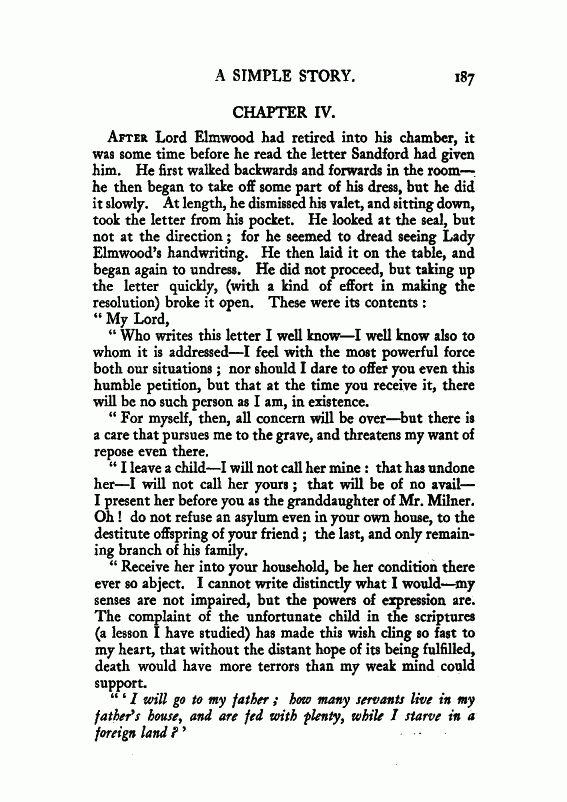 A SIMPLE STORY. 187
CHAPTER IV.
AFTER Lord Elmwood had retired into his chamber, it
was some time before he read the letter Sandford had given
him. He first walked backwards and forwards in the room—
he then began to take off some part of his dress, but he did
it slowly. At length, he dismissed his valet, and sitting down,
took the letter from his pocket. He looked at the seal, but
not at the direction; for he seemed to dread seeing Lady
Elmwood's handwriting. He then laid it on the table, and
began again to undress. He did not proceed, but taking up
the letter quickly, (with a kind of effort in making the
resolution) broke it open. These were its contents:
"My Lord,
"Who writes this letter I well know—I well know also to
whom it is addressed—I feel with the most powerful force
both our situations; nor should I dare to offer you even this
humble petition, but that at the time you receive it, there
will be no such person as I am, in existence.
"For myself, then, all concern will be over—but there is
a care that pursues me to the grave, and threatens my want of
repose even there.
"I leave a child—I will not call her mine: that has undone
her—I will not call her yours; that will be of no avail—
I present her before you as the granddaughter of Mr. Milner.
Oh! do not refuse an asylum even in your own house, to the
destitute offspring of your friend; the last, and only remain-
ing branch of his family.
"Receive her into your household, be her condition there
ever so abject. I cannot write distinctly what I would—my
senses are not impaired, but the powers of expression are.
The complaint of the unfortunate child in the scriptures
(a lesson I have studied) has made this wish cling so fast to
my heart, that without the distant hope of its being fulfilled,
death would have more terrors than my weak mind could
support.
"'I will go to my father; how many servants live in my
father's house, and are fed with plenty, while I starve in a
foreign land?'